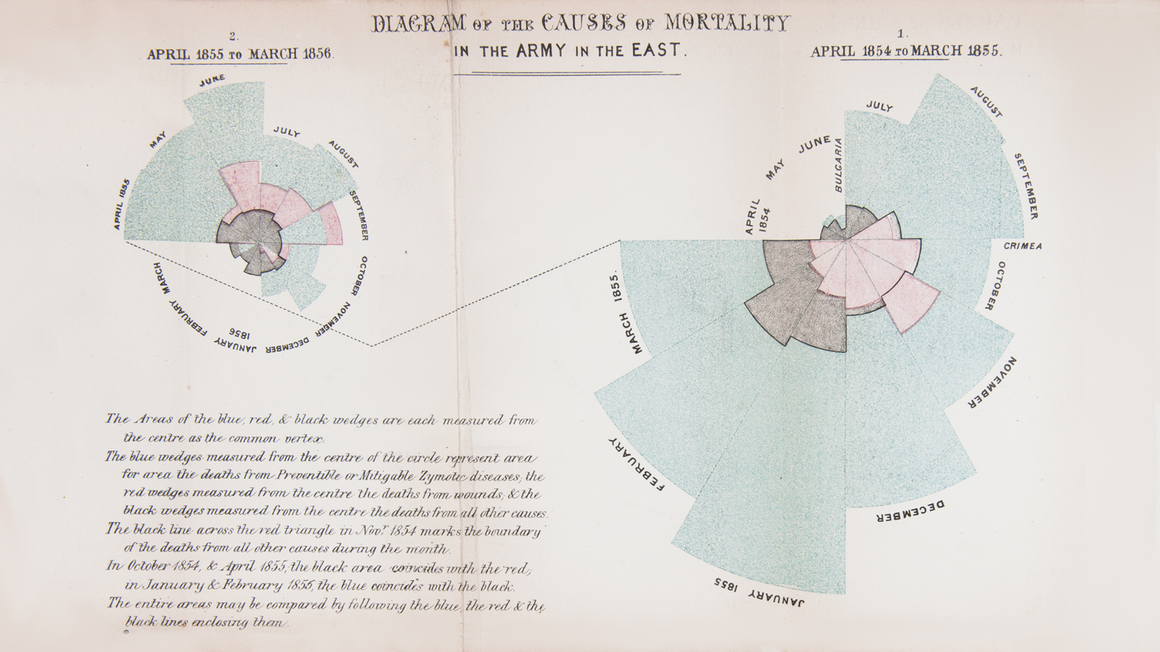 DIAGRAM OF THE CAUSES OF MORTALITY
IN THE ARMY IN THE EAST.
2.
APRIL 1855 TO MARCH 1856.
1.
APRIL 1854 TO MARCH 1855.
APRIL 1855
MAY
JUNE
JULY
AUGUST
SEPTEMBER
OCTOBER
NOVEMBER
DECEMBER
JANUARY
1856
FEBRUARY
MARCH
APRIL
1854
MAY
JUNE
BULGARIA
JULY
AUGUST
SEPTEMBER
CRIMEA
OCTOBER
NOVEMBER
DECEMBER
JANUARY 1855
FEBRUARY
MARCH 1855.
The Areas of the blue, red, & black wedges are each measured from
the centre as the common vertex.
The blue wedges measured from the centre of the circle represent area
for area the deaths from Preventible or Mitigable Zymotic diseases; the
red wedges measured from the centre the deaths from wounds; & the
black wedges measured from the centre the deaths from all other causes.
The black line across the red triangle in Nov.r 1854 marks the boundary
of the deaths from all other causes during the month.
In October 1854, & April 1855, the black area coincides with the red;
in January & February 1855, the blue coincides with the black.
The entire areas may be compared by following the blue, the red & the
black lines enclosing them.